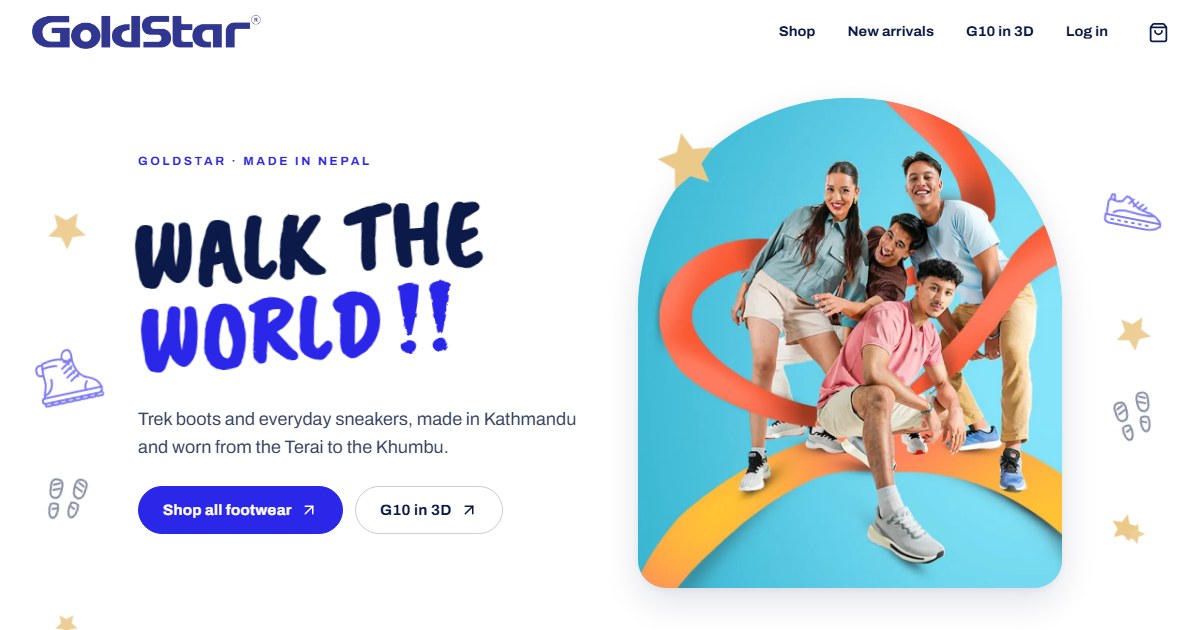 GoldStar®
Shop New arrivals G10 in 3D Log in
GOLDSTAR · MADE IN NEPAL
WALK THE
WORLD!!
Trek boots and everyday sneakers, made in Kathmandu
and worn from the Terai to the Khumbu.
Shop all footwear G10 in 3D